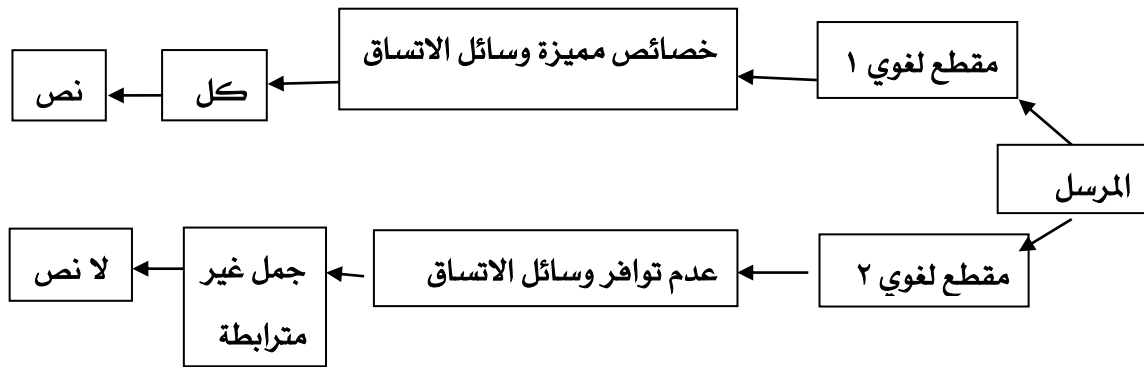 المرسل
مقطع لغوي ١
خصائص مميزة وسائل الاتساق
كل
نص
مقطع لغوي ٢
عدم توافر وسائل الاتساق
جمل غير
مترابطة
لا نص